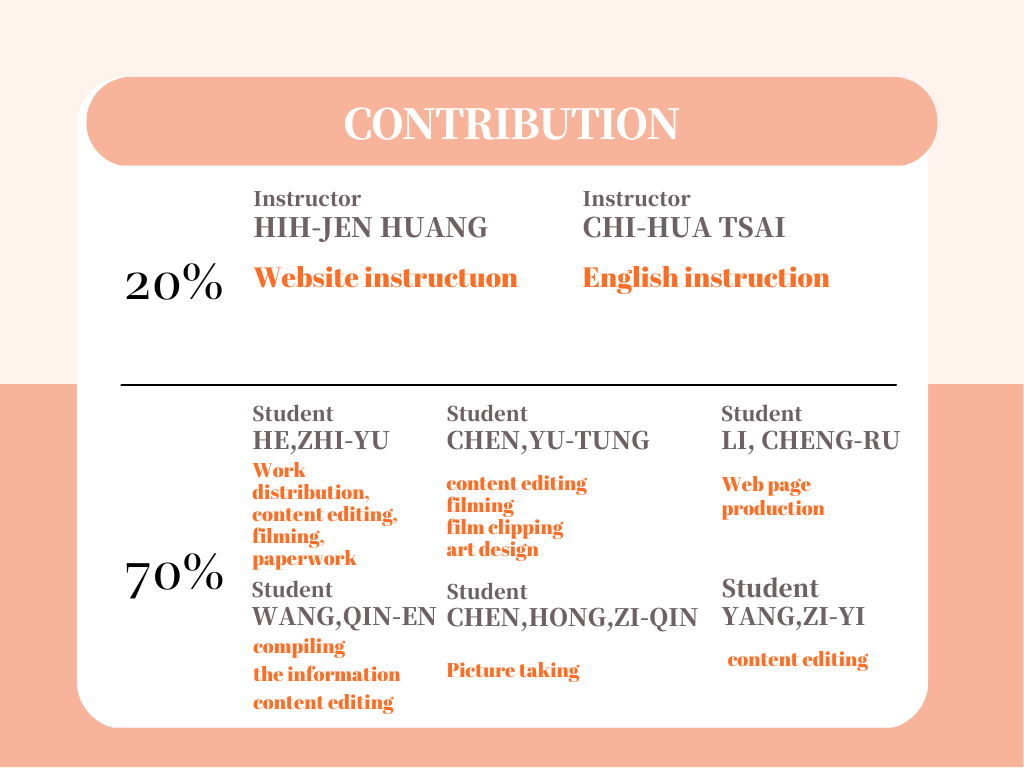 CONTRIBUTION
20%
Instructor
HIH-JEN HUANG
Website instructuon
Instructor
CHI-HUA TSAI
English instruction
70%
Student
HE,ZHI-YU
Work
distribution,
content editing,
filming,
paperwork
Student
CHEN,YU-TUNG
content editing
filming
film clipping
art design
Student
LI, CHENG-RU
Web page
production
Student
WANG,QIN-EN
compiling
the information
content editing
Student
CHEN,HONG,ZI-QIN
Picture taking
Student
YANG,ZI-YI
content editing